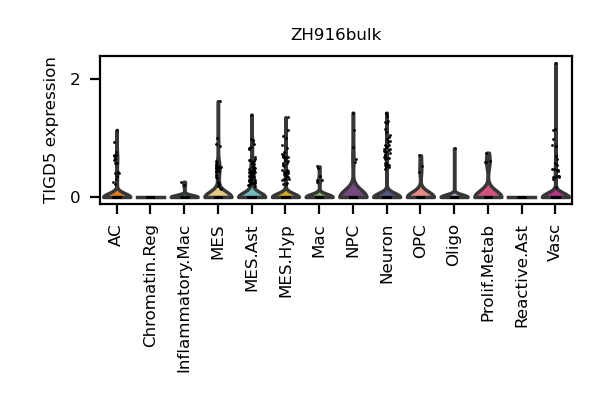 ZH916bulk
TIGD5 expression
2
0
AC
Chromatin.Reg
Inflammatory.Mac
MES
MES.Ast
MES.Hyp
Mac
NPC
Neuron
OPC
Oligo
Prolif.Metab
Reactive.Ast
Vasc